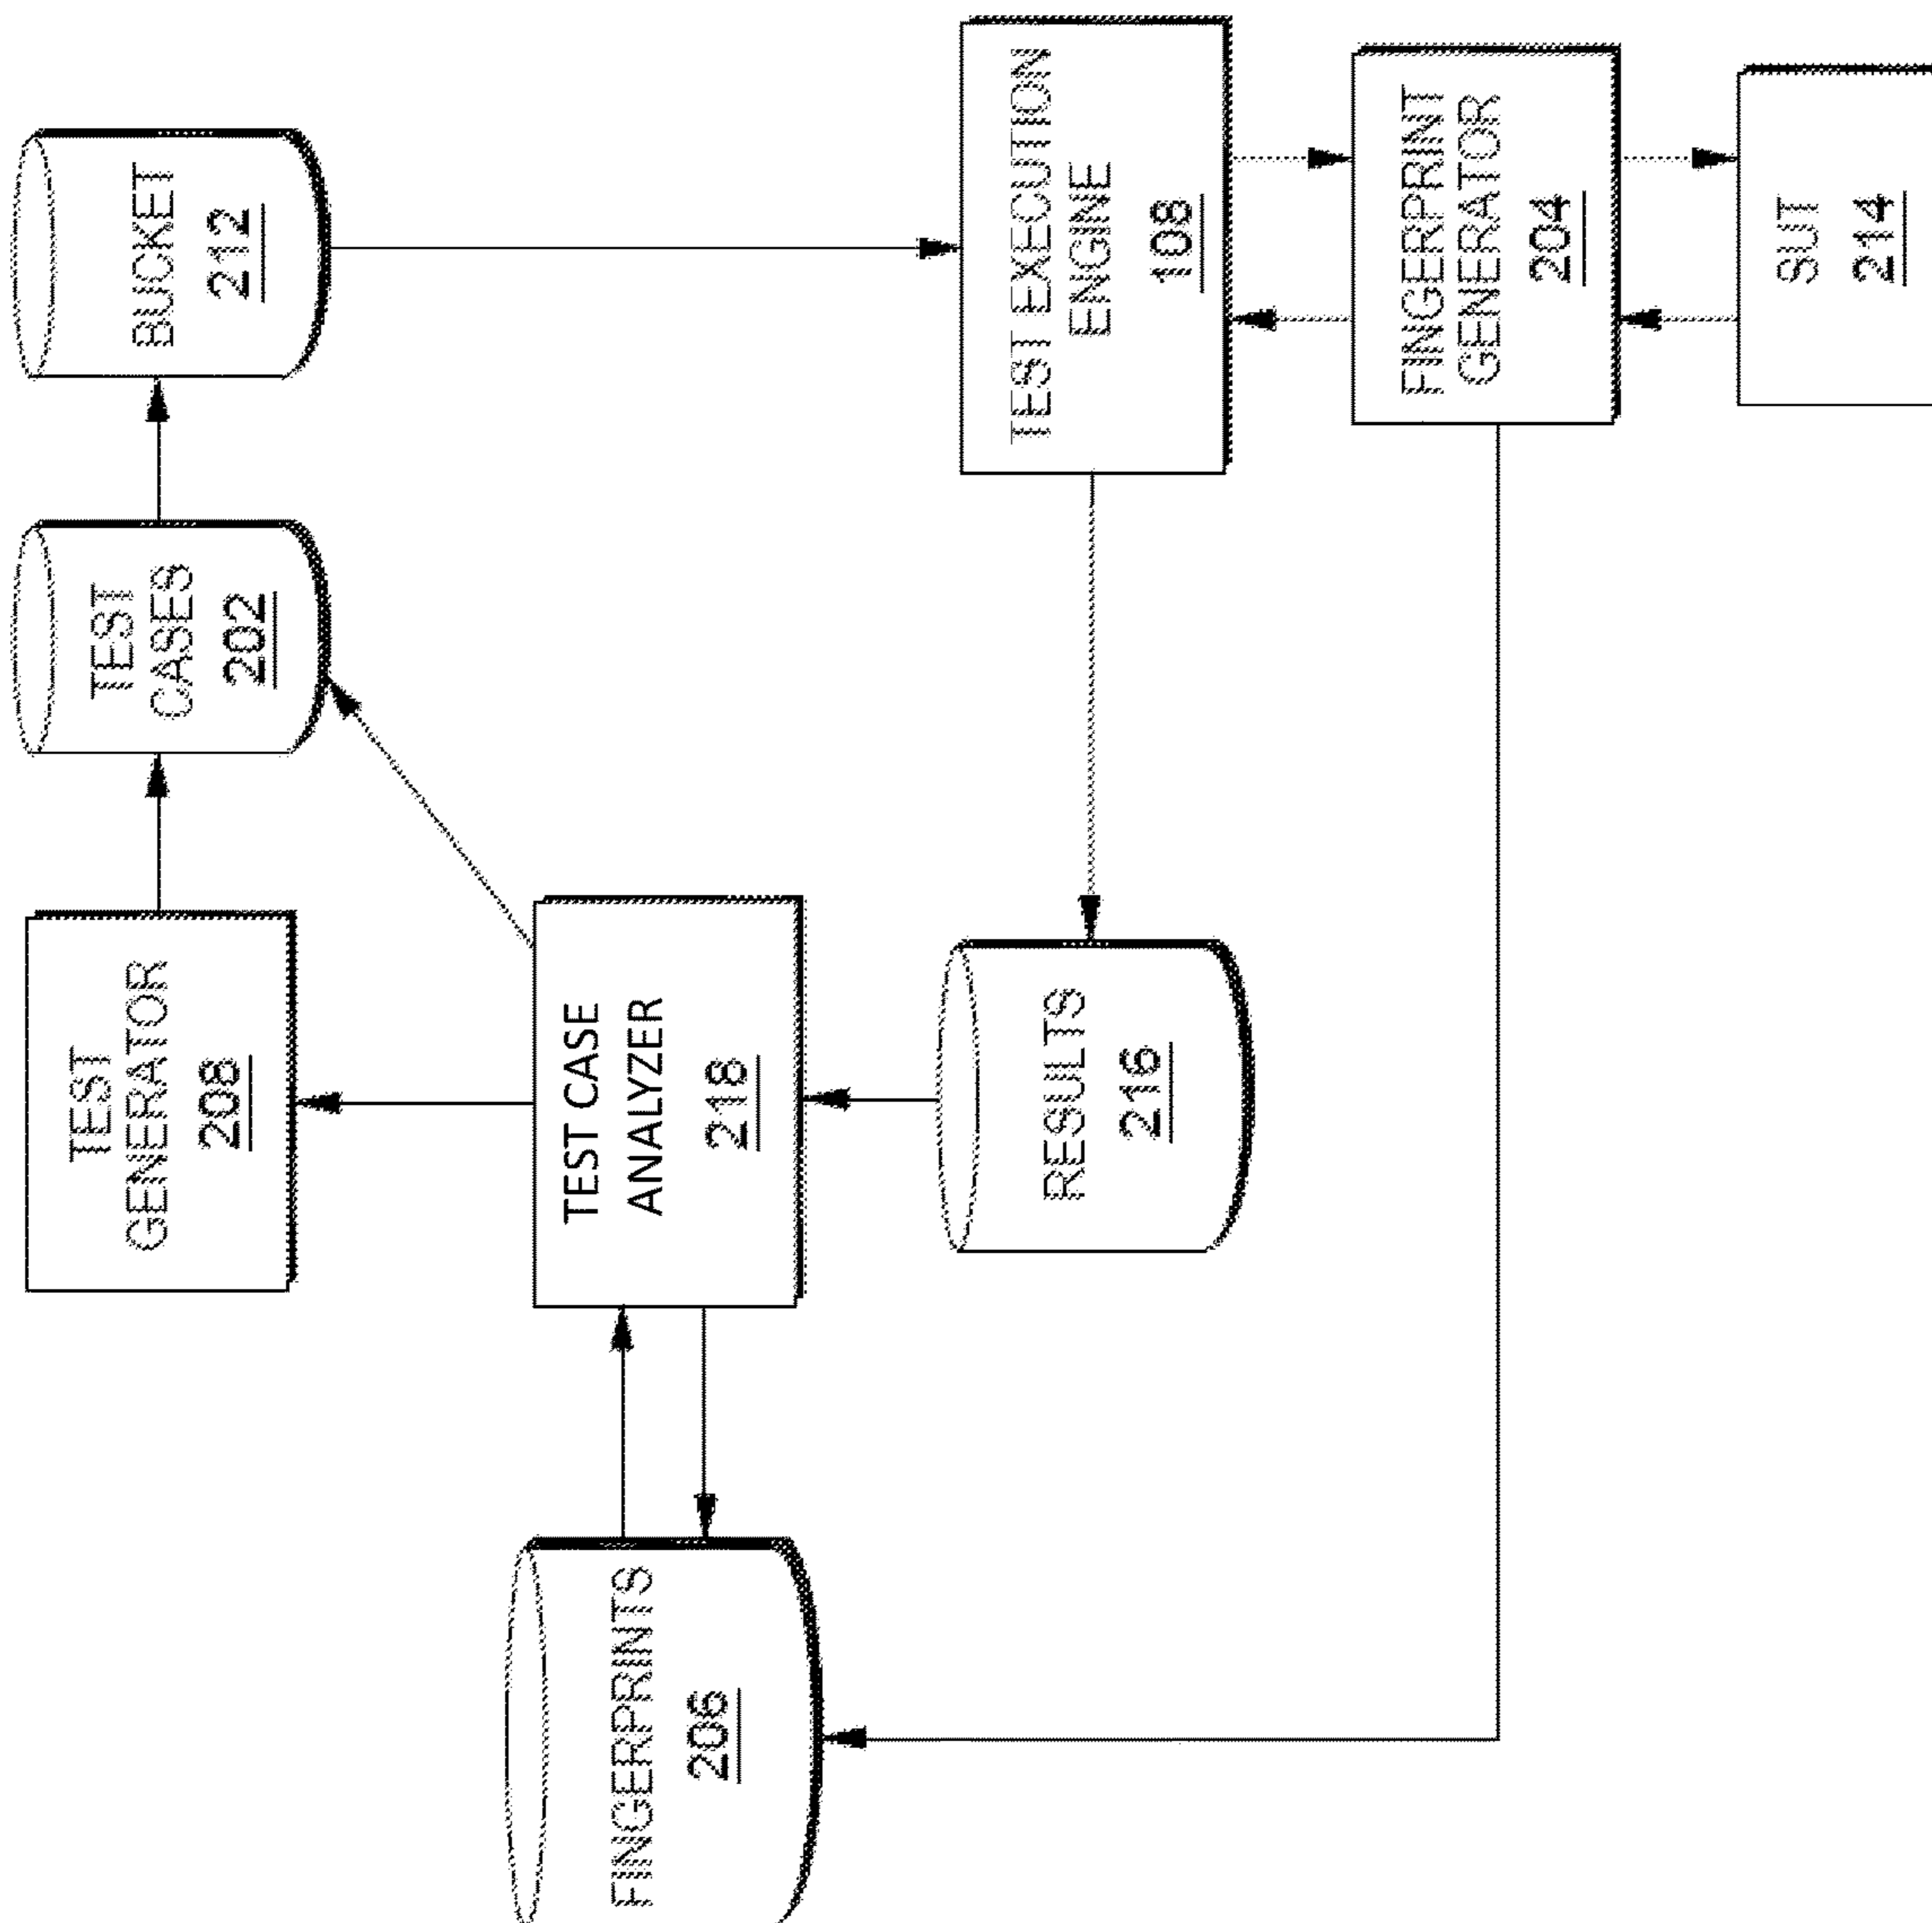 TEST
GENERATOR
208
TEST
CASES
202
BUCKET
212
FINGERPRINTS
206
TEST CASE
ANALYZER
218
RESULTS
216
TEST EXECUTION
ENGINE
108
FINGERPRINT
GENERATOR
204
SUT
214